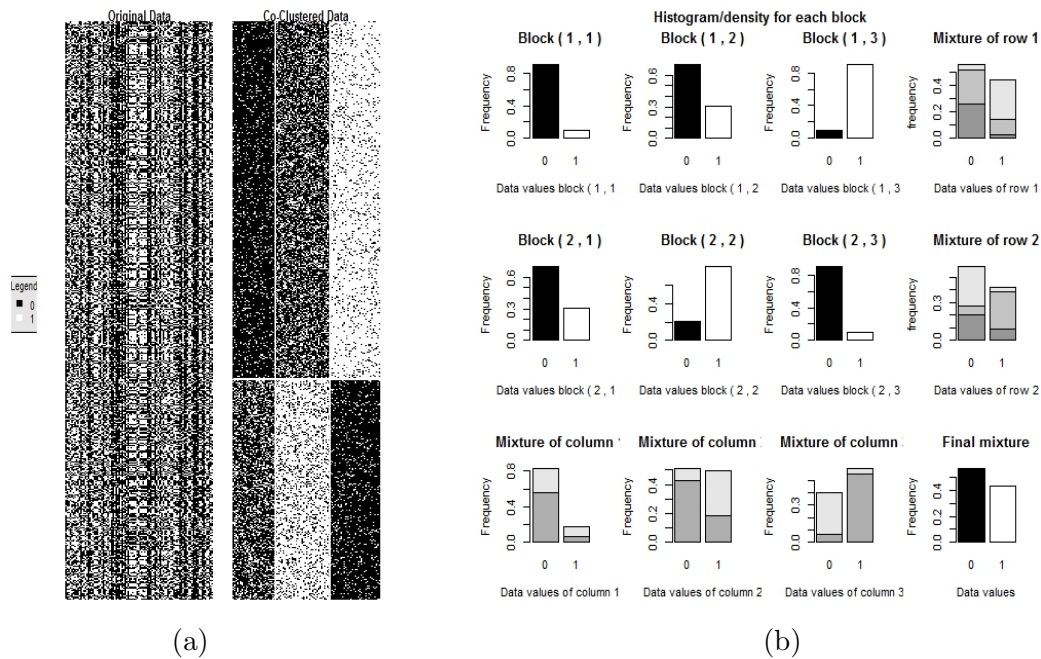 Original Data
Co-Clustered Data
Legend
0
1
(a)
Histogram/density for each block
Block ( 1 , 1 )
Block ( 1 , 2 )
Block ( 1 , 3 )
Mixture of row 1
Frequency
0.0 0.4 0.8
0 1
Data values block ( 1 , 1
Frequency
0.0 0.3 0.6
0 1
Data values block ( 1 , 2
Frequency
0.0 0.4 0.8
0 1
Data values block ( 1 , 3
frequency
0.0 0.2 0.4
0 1
Data values of row 1
Block ( 2 , 1 )
Block ( 2 , 2 )
Block ( 2 , 3 )
Mixture of row 2
Frequency
0.0 0.3 0.6
0 1
Data values block ( 2 , 1
Frequency
0.0 0.4
0 1
Data values block ( 2 , 2
Frequency
0.0 0.4 0.8
0 1
Data values block ( 2 , 3
frequency
0.0 0.3
0 1
Data values of row 2
Mixture of column
Mixture of column
Mixture of column
Final mixture
Frequency
0.0 0.4 0.8
0 1
Data values of column 1
Frequency
0.0 0.2 0.4
0 1
Data values of column 2
Frequency
0.0 0.3
0 1
Data values of column 3
Frequency
0.0 0.2 0.4
0 1
Data values
(b)